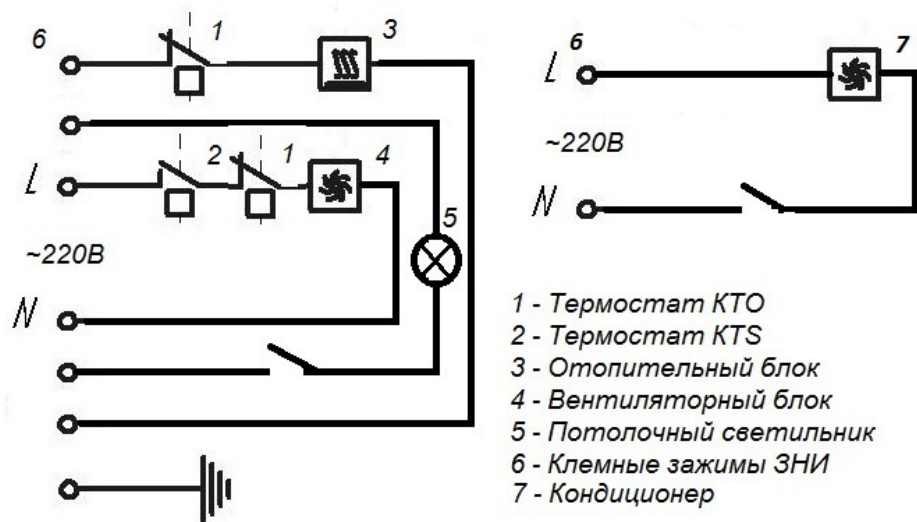 6 1 3
2 1 4
L
5
~220В
N
6 7
L
~220В
N
1 - Термостат КТО
2 - Термостат KTS
3 - Отопительный блок
4 - Вентиляторный блок
5 - Потолочный светильник
6 - Клемные зажимы ЗНИ
7 - Кондиционер